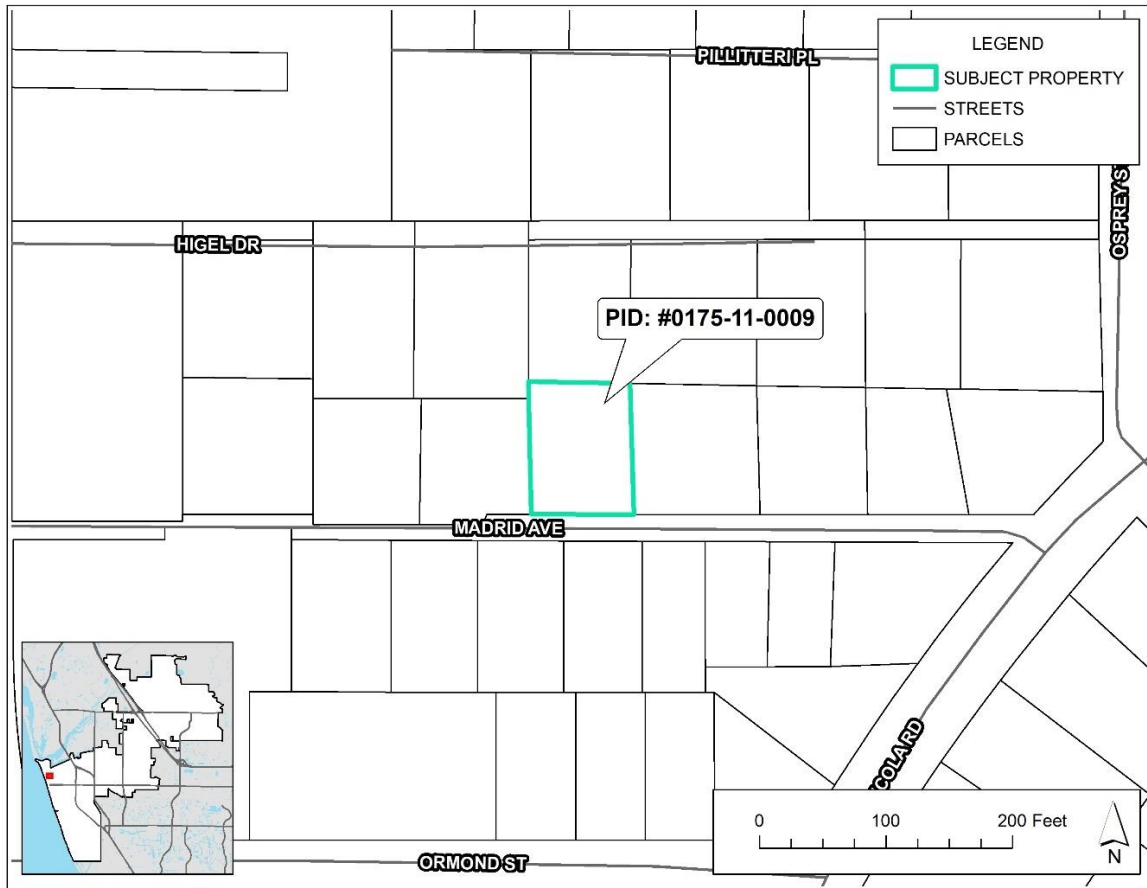 PILLITTERI PL
LEGEND
SUBJECT PROPERTY
STREETS
PARCELS
OSPREY S
HIGEL DR
PID: #0175-11-0009
MADRID AVE
COLA RD
0 100 200 Feet
N
ORMOND ST